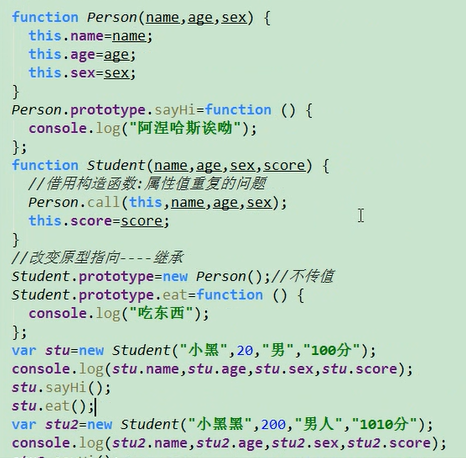 function Person(name,age,sex) {
this.name=name;
this.age=age;
this.sex=sex;
}
Person.prototype.sayHi=function () {
console.log("阿涅哈斯诶呦");
};
function Student(name,age,sex,score) {
//借用构造函数:属性值重复的问题
Person.call(this,name,age,sex);
this.score=score;
}
//改变原型指向----继承
Student.prototype=new Person();//不传值
Student.prototype.eat=function () {
console.log("吃东西");
};
var stu=new Student("小黑",20,"男","100分");
console.log(stu.name,stu.age,stu.sex,stu.score);
stu.sayHi();
stu.eat();
var stu2=new Student("小黑黑",200,"男人","1010分");
console.log(stu2.name,stu2.age,stu2.sex,stu2.score);